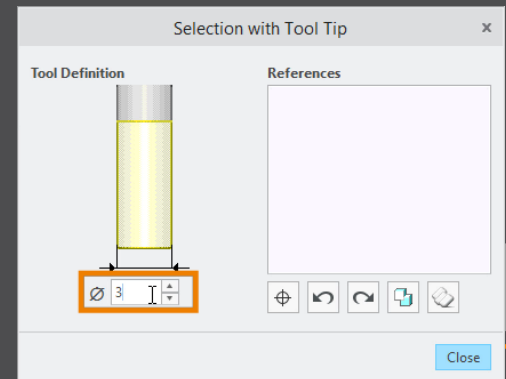 Selection with Tool Tip
x
Tool Definition
References
Ø 3
Close